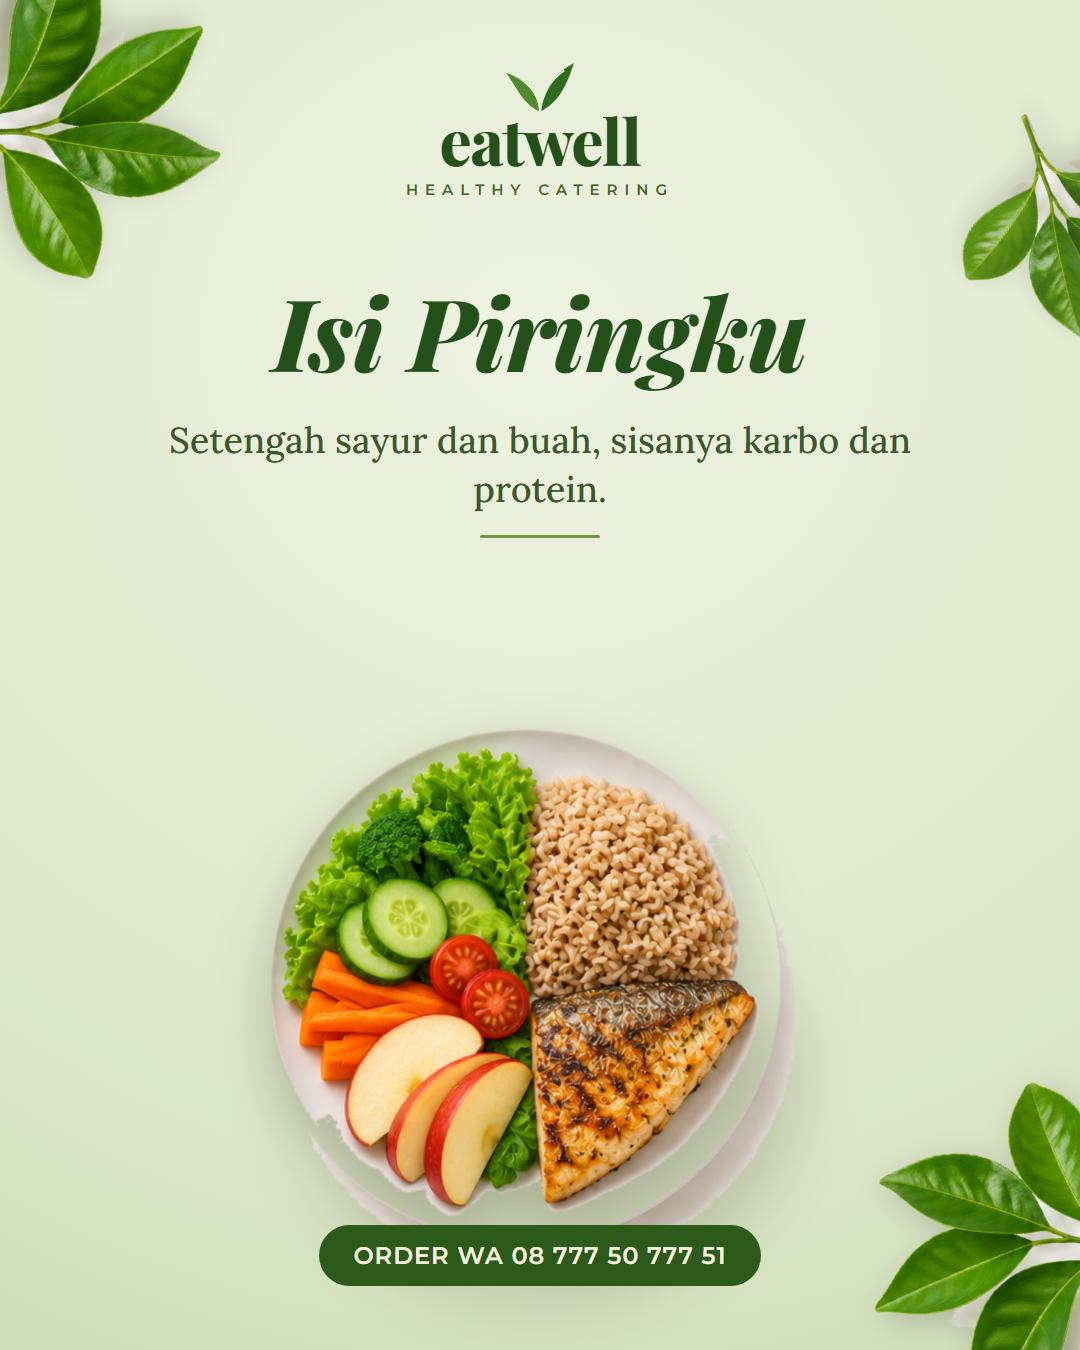 eatwell
HEALTHY CATERING
Isi Piringku
Setengah sayur dan buah, sisanya karbo dan
protein.
ORDER WA 08 777 50 777 51